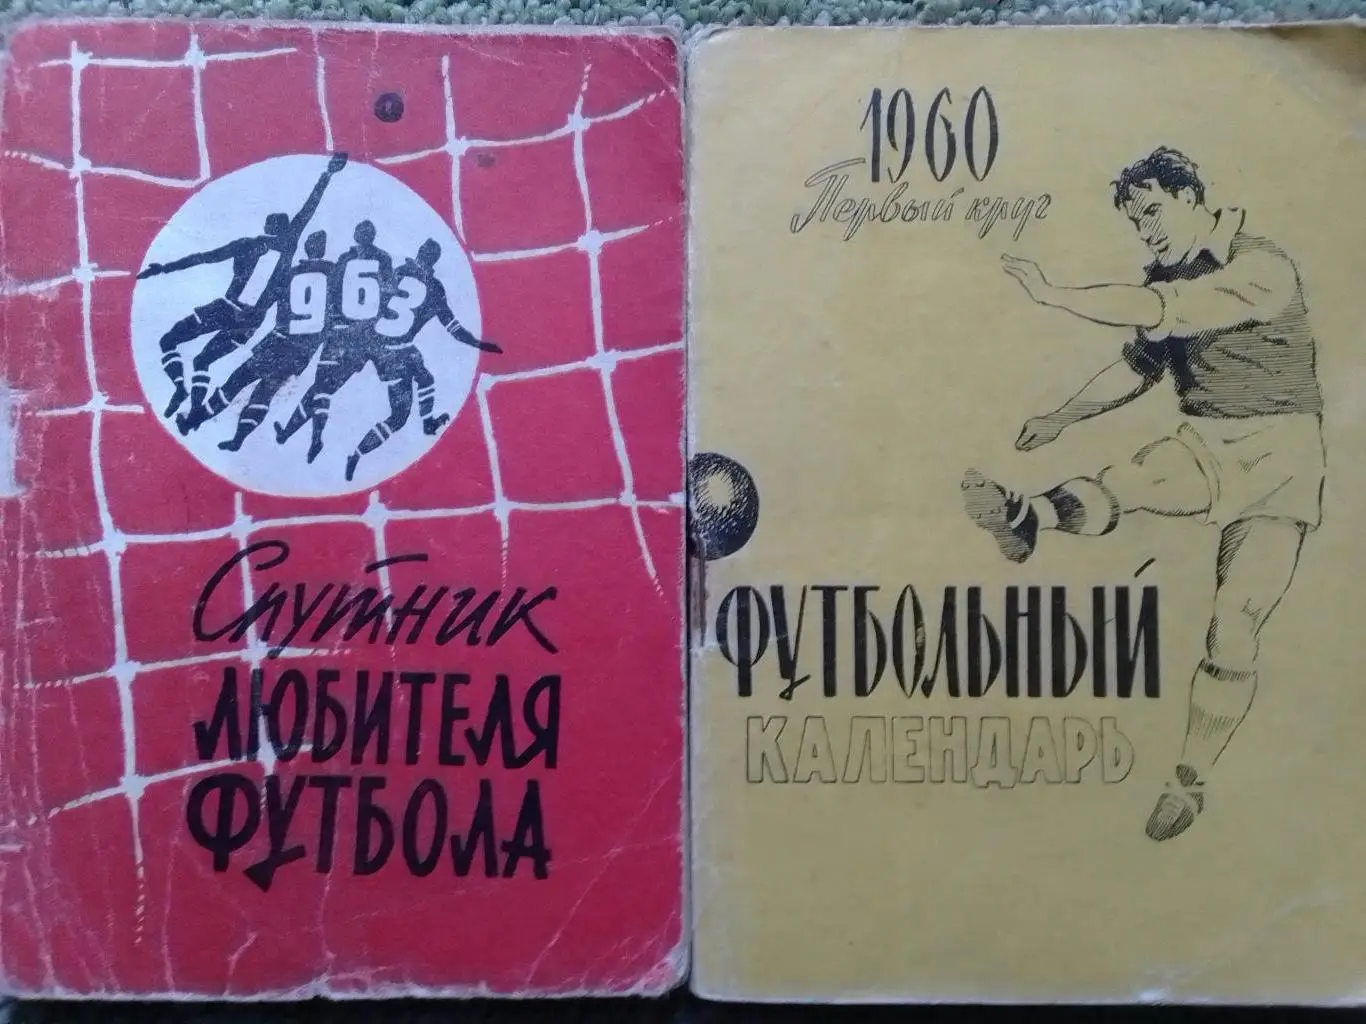 1963
Спутник
ЛЮБИТЕЛЯ
ФУТБОЛА
1960
Первый круг
ФУТБОЛЬНЫЙ
КАЛЕНДАРЬ